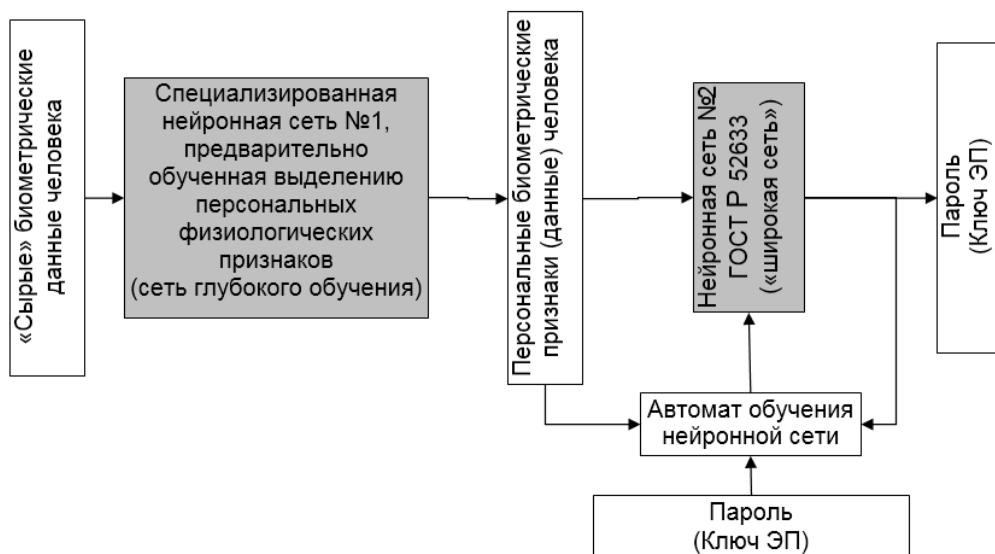 «Сырые» биометрические
данные человека
Специализированная
нейронная сеть №1,
предварительно
обученная выделению
персональных
физиологических
признаков
(сеть глубокого обучения)
Персональные биометрические
признаки (данные) человека
Нейронная сеть №2
ГОСТ Р 52633
(«широкая сеть»)
Пароль
(Ключ ЭП)
Автомат обучения
нейронной сети
Пароль
(Ключ ЭП)